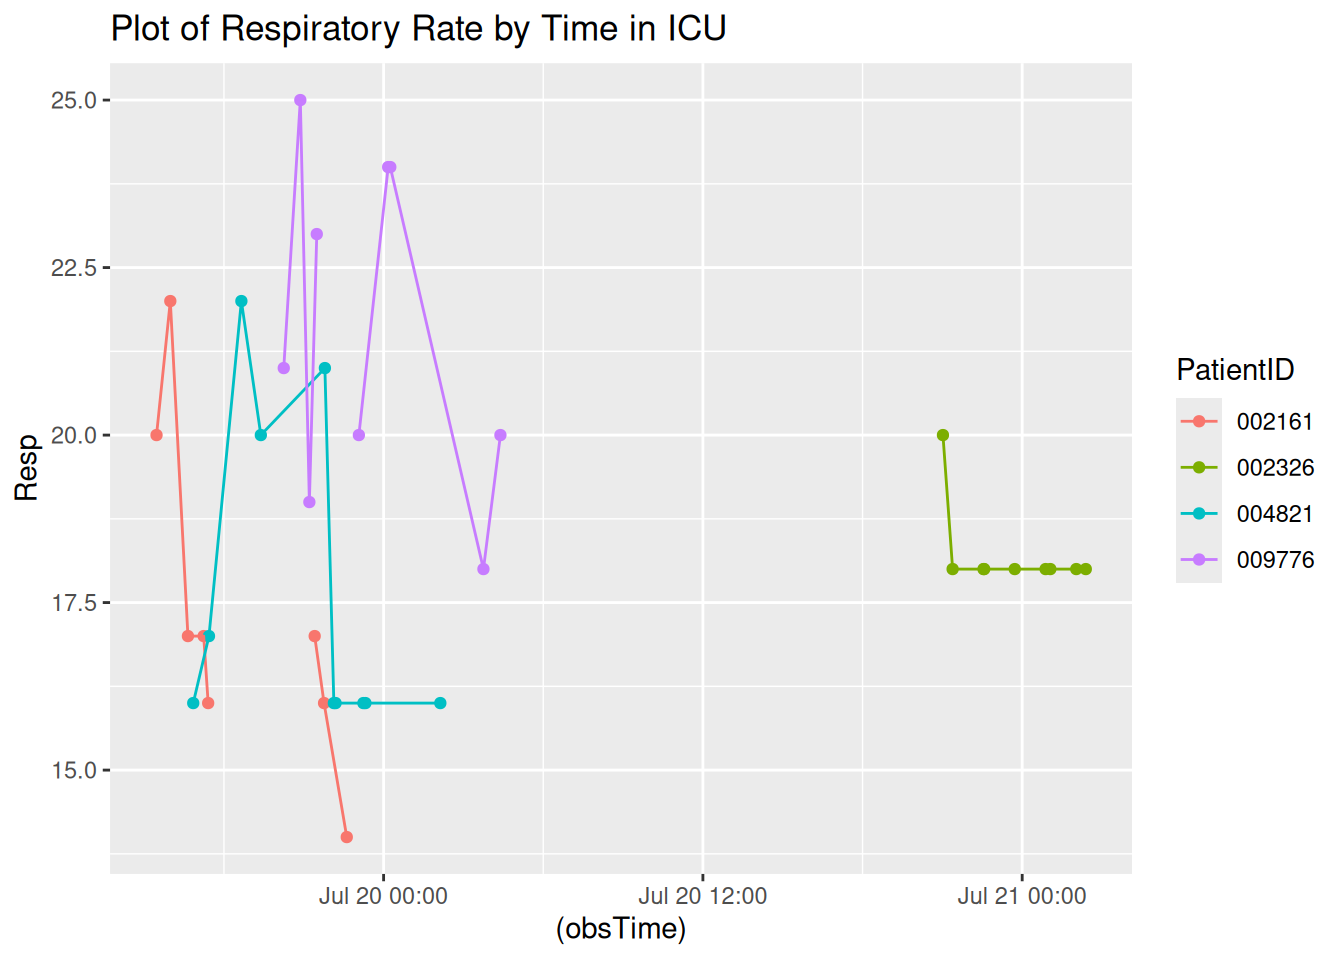 Plot of Respiratory Rate by Time in ICU
25.0
22.5
20.0
17.5
15.0
Resp
Jul 20 00:00
Jul 20 12:00
Jul 21 00:00
(obsTime)
PatientID
002161
002326
004821
009776